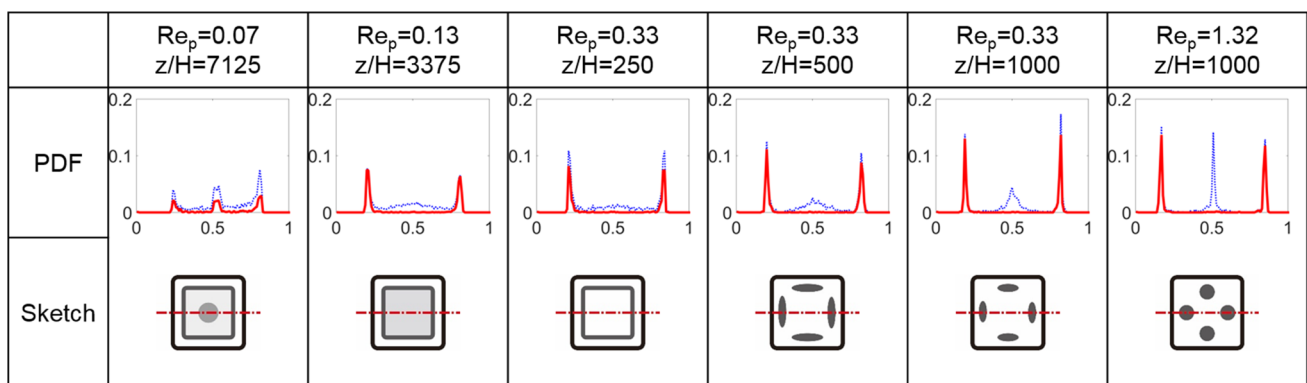 Re_p=0.07 Re_p=0.13 Re_p=0.33 Re_p=0.33 Re_p=0.33 Re_p=1.32
z/H=7125 z/H=3375 z/H=250 z/H=500 z/H=1000 z/H=1000
PDF
0.2 0.2 0.2 0.2 0.2 0.2
0.1 0.1 0.1 0.1 0.1 0.1
0 0 0 0 0 0
0 0.5 1 0 0.5 1 0 0.5 1 0 0.5 1 0 0.5 1 0 0.5 1
Sketch